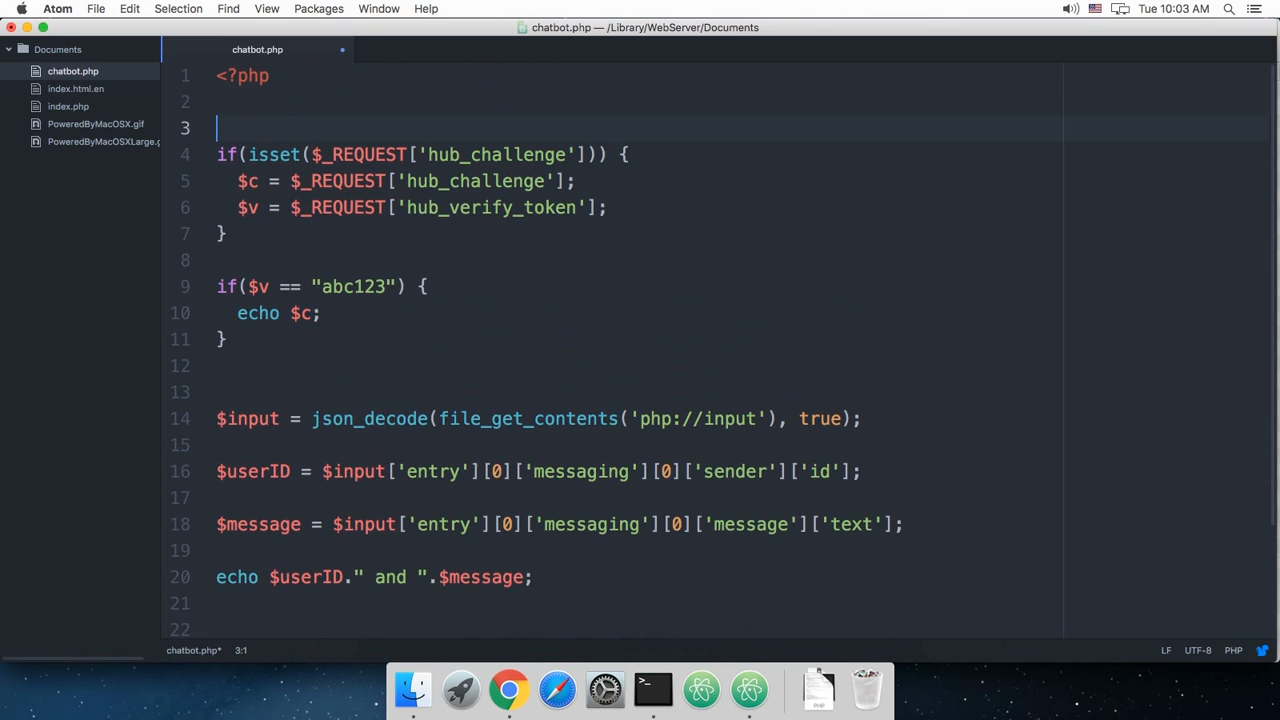 Atom File Edit Selection Find View Packages Window Help Tue 10:03 AM
chatbot.php — /Library/WebServer/Documents
Documents
chatbot.php
index.html.en
index.php
PoweredByMacOSX.gif
PoweredByMacOSXLarge.g
chatbot.php
1 <?php
2
3
4 if(isset($_REQUEST['hub_challenge'])) {
5 $c = $_REQUEST['hub_challenge'];
6 $v = $_REQUEST['hub_verify_token'];
7 }
8
9 if($v == "abc123") {
10 echo $c;
11 }
12
13
14 $input = json_decode(file_get_contents('php://input'), true);
15
16 $userID = $input['entry'][0]['messaging'][0]['sender']['id'];
17
18 $message = $input['entry'][0]['messaging'][0]['message']['text'];
19
20 echo $userID." and ".$message;
21
22
chatbot.php* 3:1 LF UTF-8 PHP
>_
PHP